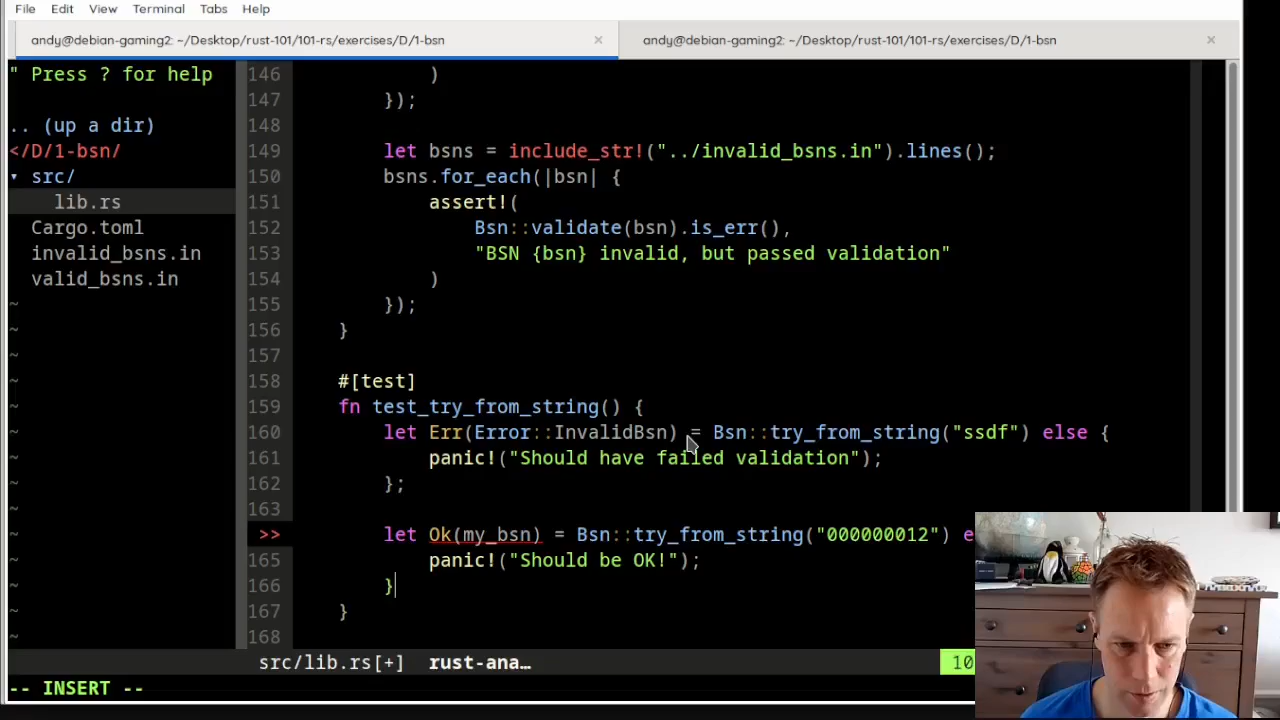 File Edit View Terminal Tabs Help
andy@debian-gaming2: ~/Desktop/rust-101/101-rs/exercises/D/1-bsn × andy@debian-gaming2: ~/Desktop/rust-101/101-rs/exercises/D/1-bsn ×
" Press ? for help
.. (up a dir)
</D/1-bsn/
▾ src/
lib.rs
Cargo.toml
invalid_bsns.in
valid_bsns.in
~
~
~
~
~
~
~
~
~
~
~
~
~
~
146 )
147 });
148
149 let bsns = include_str!("../invalid_bsns.in").lines();
150 bsns.for_each(|bsn| {
151 assert!(
152 Bsn::validate(bsn).is_err(),
153 "BSN {bsn} invalid, but passed validation"
154 )
155 });
156 }
157
158 #[test]
159 fn test_try_from_string() {
160 let Err(Error::InvalidBsn) = Bsn::try_from_string("ssdf") else {
161 panic!("Should have failed validation");
162 };
163
>> let Ok(my_bsn) = Bsn::try_from_string("000000012") e
165 panic!("Should be OK!");
166 }
167 }
168
src/lib.rs[+] rust-ana… 10
-- INSERT --